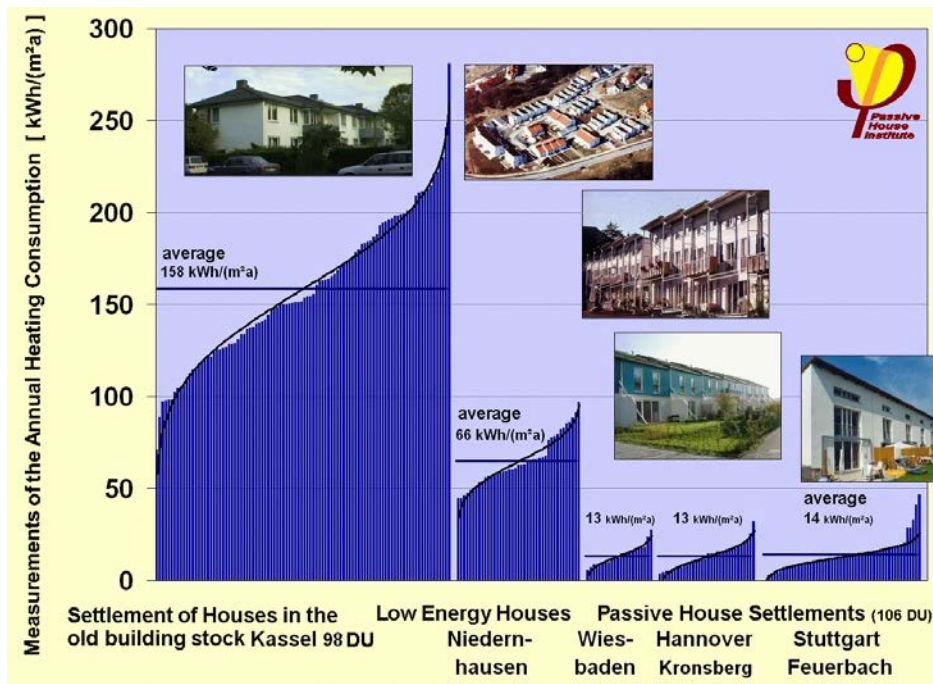 Measurements of the Annual Heating Consumption [ kWh/(m²a) ]
300
250
200
150
100
50
0
Passive
House
Institute
average
158 kWh/(m²a)
average
66 kWh/(m²a)
13 kWh/(m²a)
13 kWh/(m²a)
average
14 kWh/(m²a)
Settlement of Houses in the
old building stock Kassel 98 DU
Low Energy Houses
Niedern-
hausen
Passive House Settlements (106 DU)
Wies-
baden
Hannover
Kronsberg
Stuttgart
Feuerbach